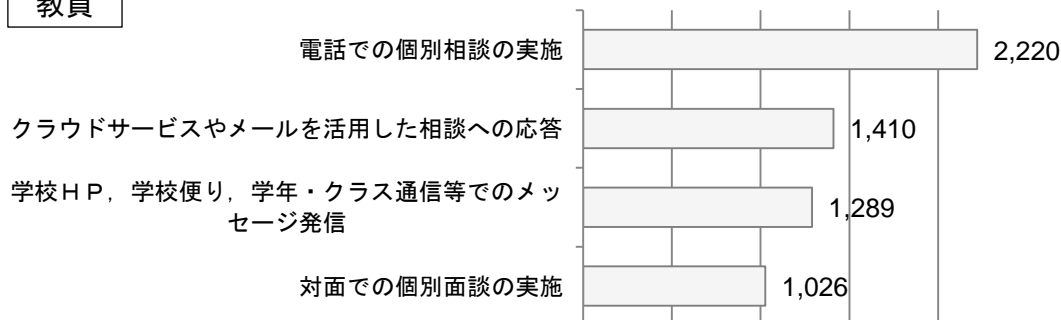 教員
電話での個別相談の実施
2,220
クラウドサービスやメールを活用した相談への応答
1,410
学校ＨＰ，学校便り，学年・クラス通信等でのメッ
セージ発信
1,289
対面での個別面談の実施
1,026